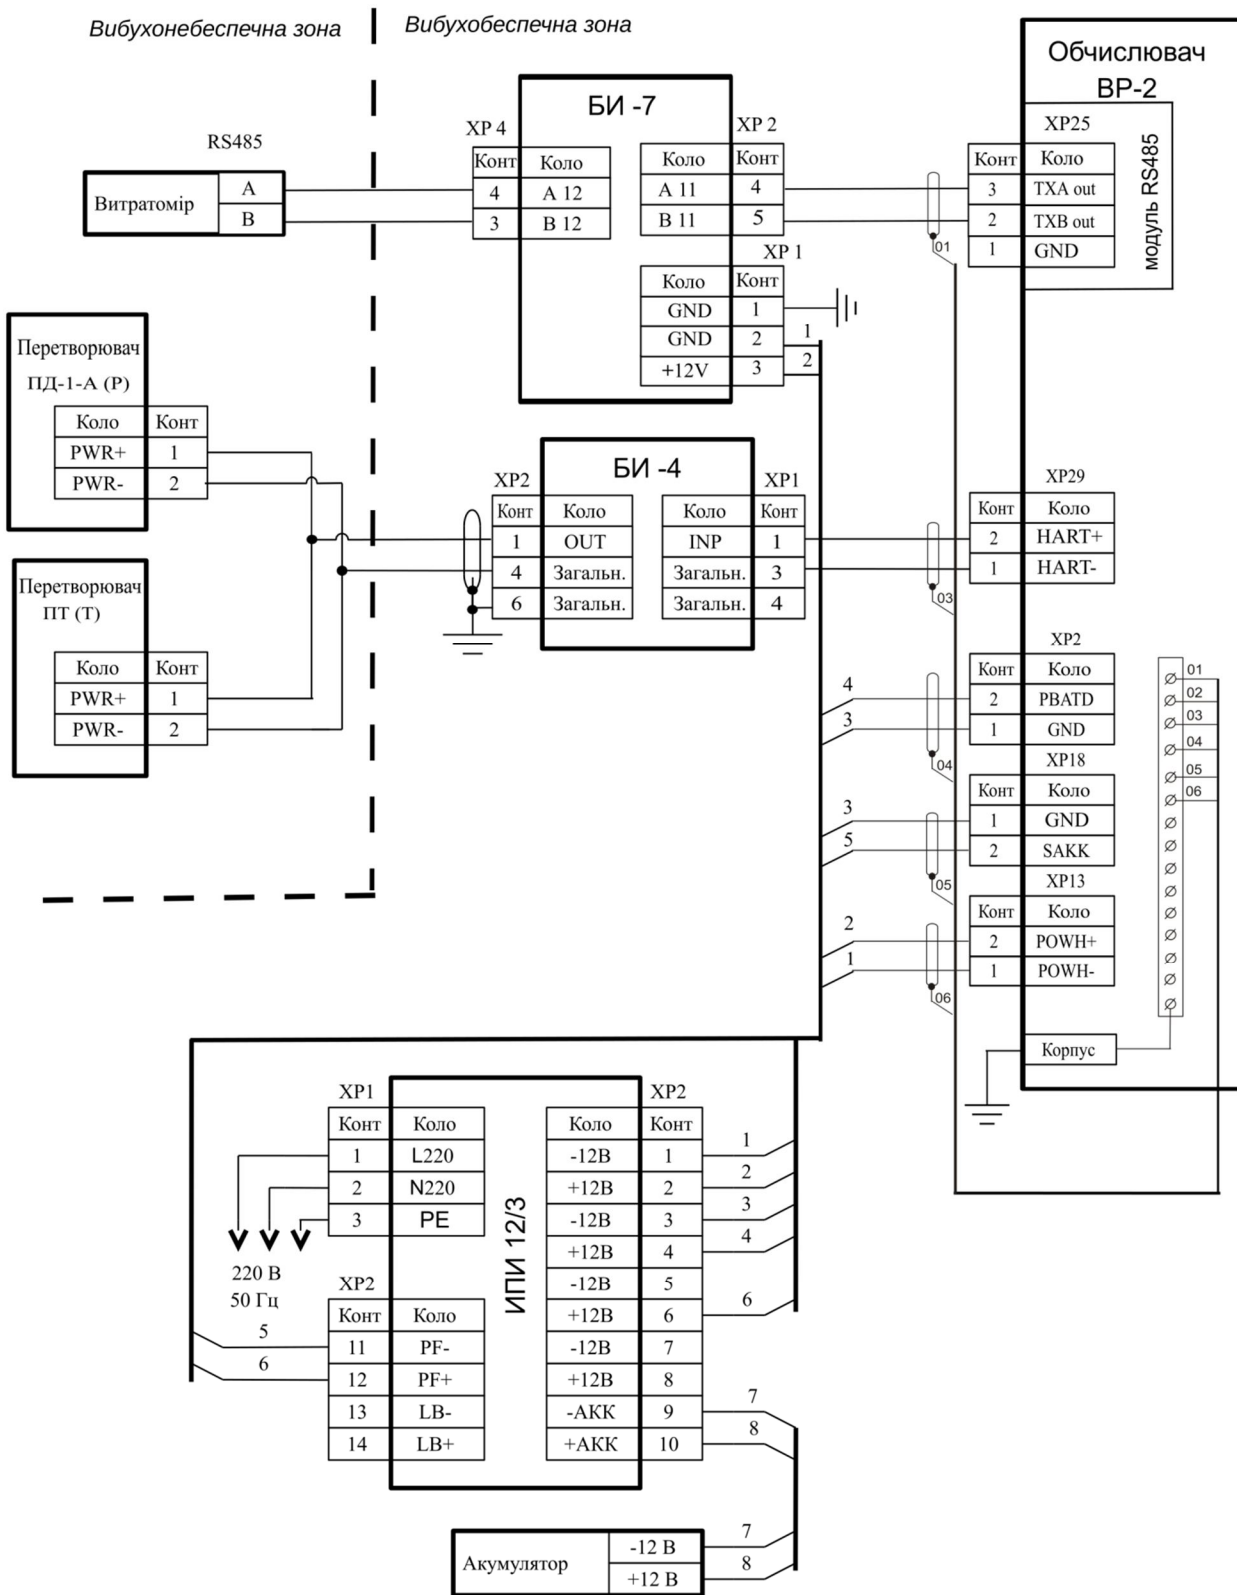 Вибухонебезпечна зона
Вибухобеспечна зона
Обчислювач
ВР-2
БИ -7
RS485
Витратомір
A
B
XP 4
Конт Коло
4 A 12
3 B 12
XP 2
Коло Конт
A 11 4
B 11 5
XP 1
Коло Конт
GND 1
GND 2
+12V 3
1
2
01
XP25
Конт Коло
3 TXA out
2 TXB out
1 GND
модуль RS485
Перетворювач
ПД-1-А (Р)
Коло Конт
PWR+ 1
PWR- 2
Перетворювач
ПТ (Т)
Коло Конт
PWR+ 1
PWR- 2
БИ -4
XP2
Конт Коло
1 OUT
4 Загальн.
6 Загальн.
XP1
Коло Конт
INP 1
Загальн. 3
Загальн. 4
03
XP29
Конт Коло
2 HART+
1 HART-
4
3
04
XP2
Конт Коло
2 PBATD
1 GND
3
5
05
XP18
Конт Коло
1 GND
2 SAKK
2
1
06
XP13
Конт Коло
2 POWH+
1 POWH-
01
02
03
04
05
06
Корпус
ИПИ 12/3
XP1
Конт Коло
1 L220
2 N220
3 PE
220 В
50 Гц
XP2
Конт Коло
5
11 PF-
6
12 PF+
13 LB-
14 LB+
XP2
Коло Конт
-12В 1 1
+12В 2 2
-12В 3 3
+12В 4 4
-12В 5
+12В 6 6
-12В 7
+12В 8
-АКК 9 7
+АКК 10 8
Акумулятор
-12 В 7
+12 В 8